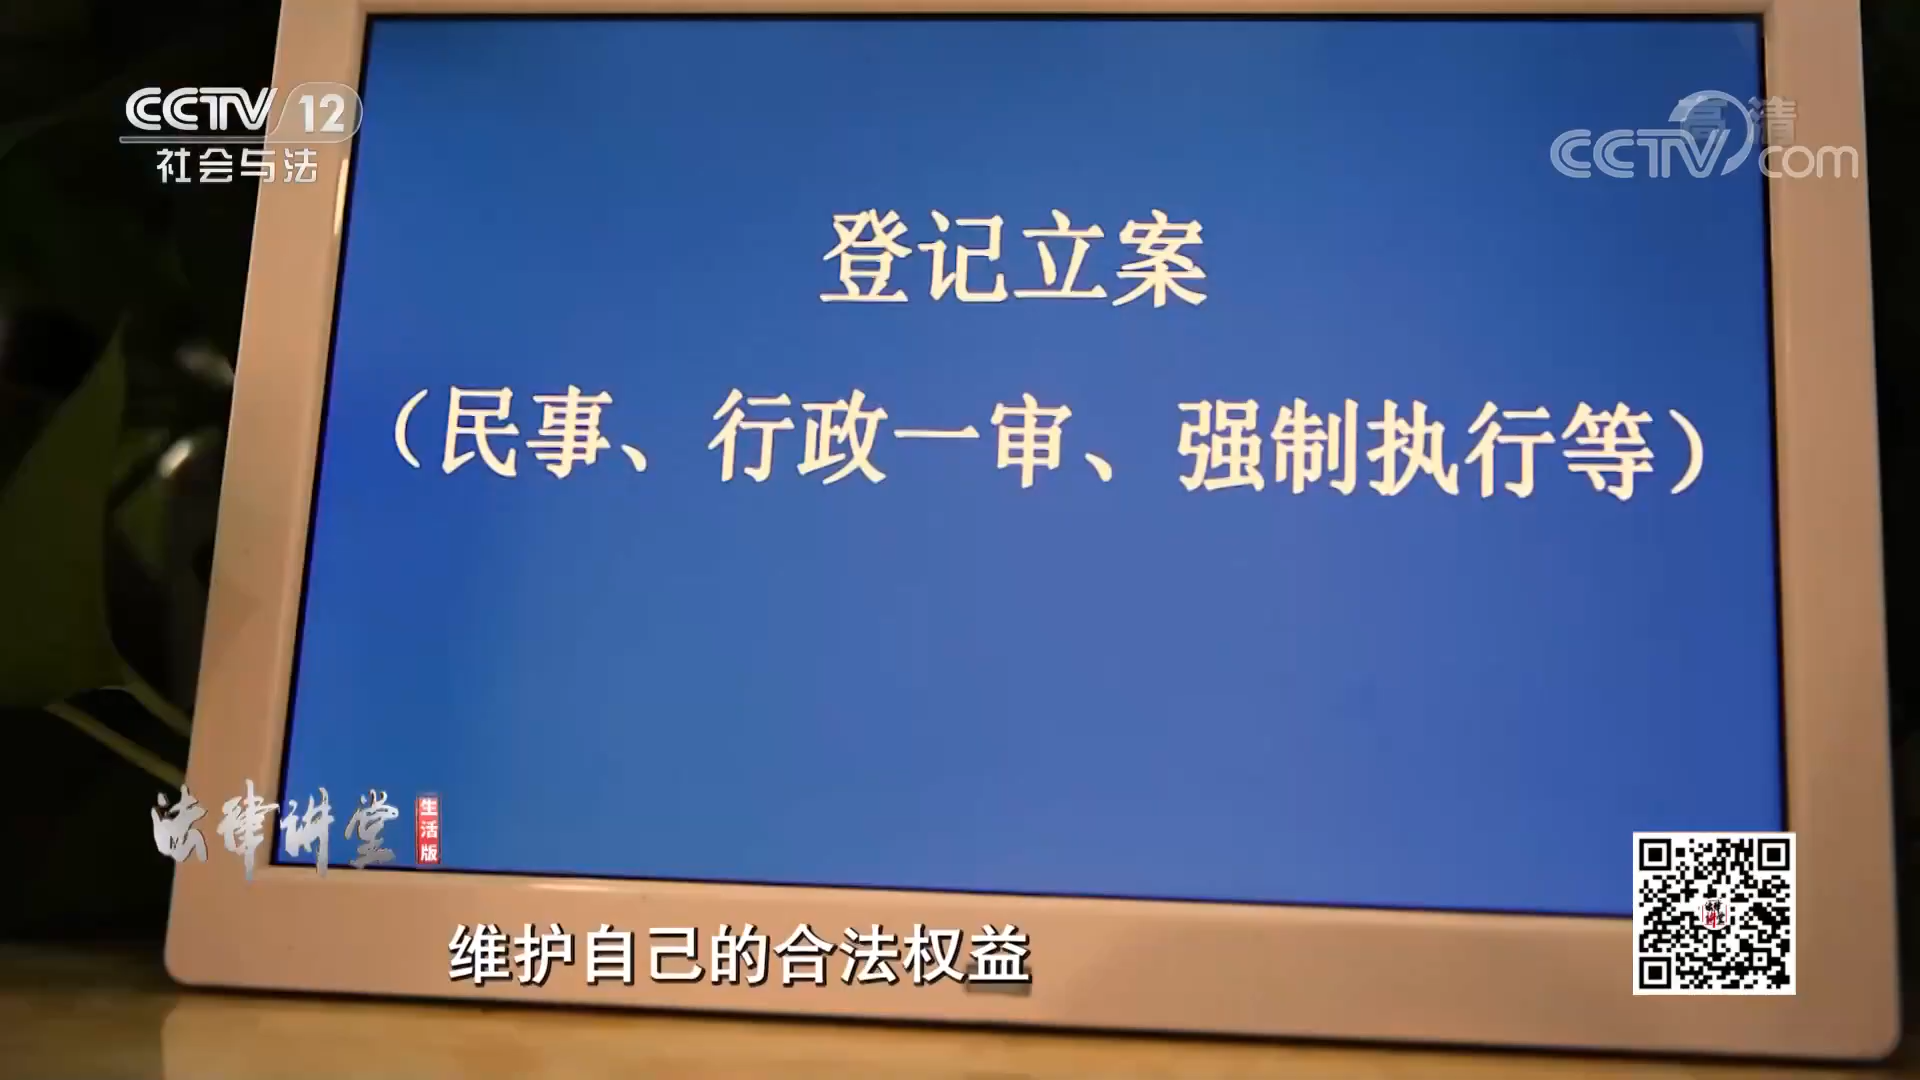 CCTV 12
社会与法
高清
CCTV com
登记立案
（民事、行政一审、强制执行等）
法律讲堂
生活版
维护自己的合法权益